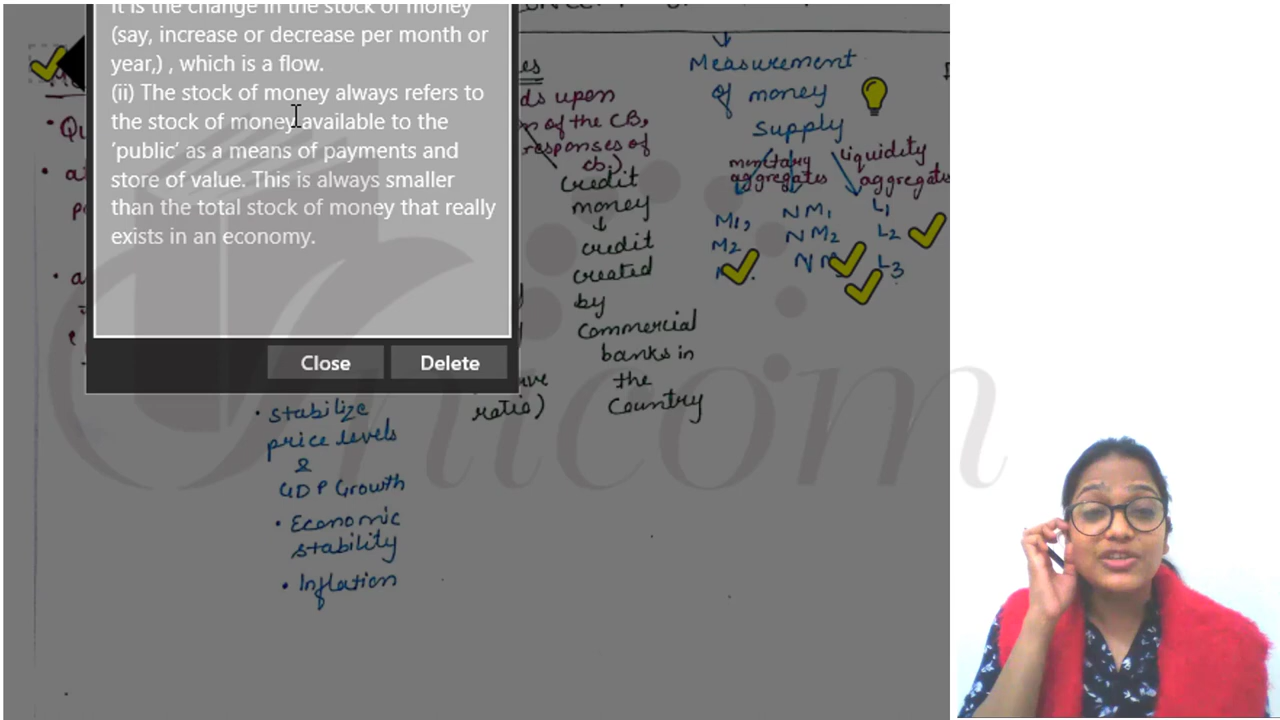 It is the change in the stock of money
(say, increase or decrease per month or
year,) , which is a flow.
(ii) The stock of money always refers to
the stock of money available to the
'public' as a means of payments and
store of value. This is always smaller
than the total stock of money that really
exists in an economy.
Close
Delete
• stabilize
price levels
&
GDP Growth
• Economic
stability
• Inflation
es
ds upon
n of the CB,
responses of
cb.)
ratio)
credit
money
↓
credit
created
by
Commercial
banks in
the
Country
Measurement
of money
supply
monetary
aggregates
liquidity
aggregates
M1,
M2
NM1
NM2
L1
L2
L3
Unicom